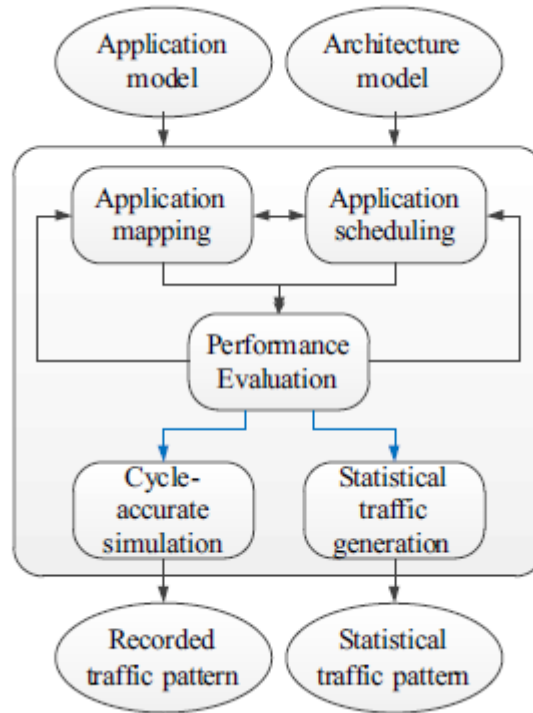 Application
model
Architecture
model
Application
mapping
Application
scheduling
Performance
Evaluation
Cycle-
accurate
simulation
Statistical
traffic
generation
Recorded
traffic pattern
Statistical
traffic pattern